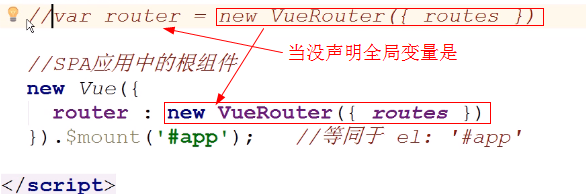 //var router = new VueRouter({ routes })
当没声明全局变量是
//SPA应用中的根组件
new Vue({
router : new VueRouter({ routes })
}).$mount('#app'); //等同于 el: '#app'
</script>